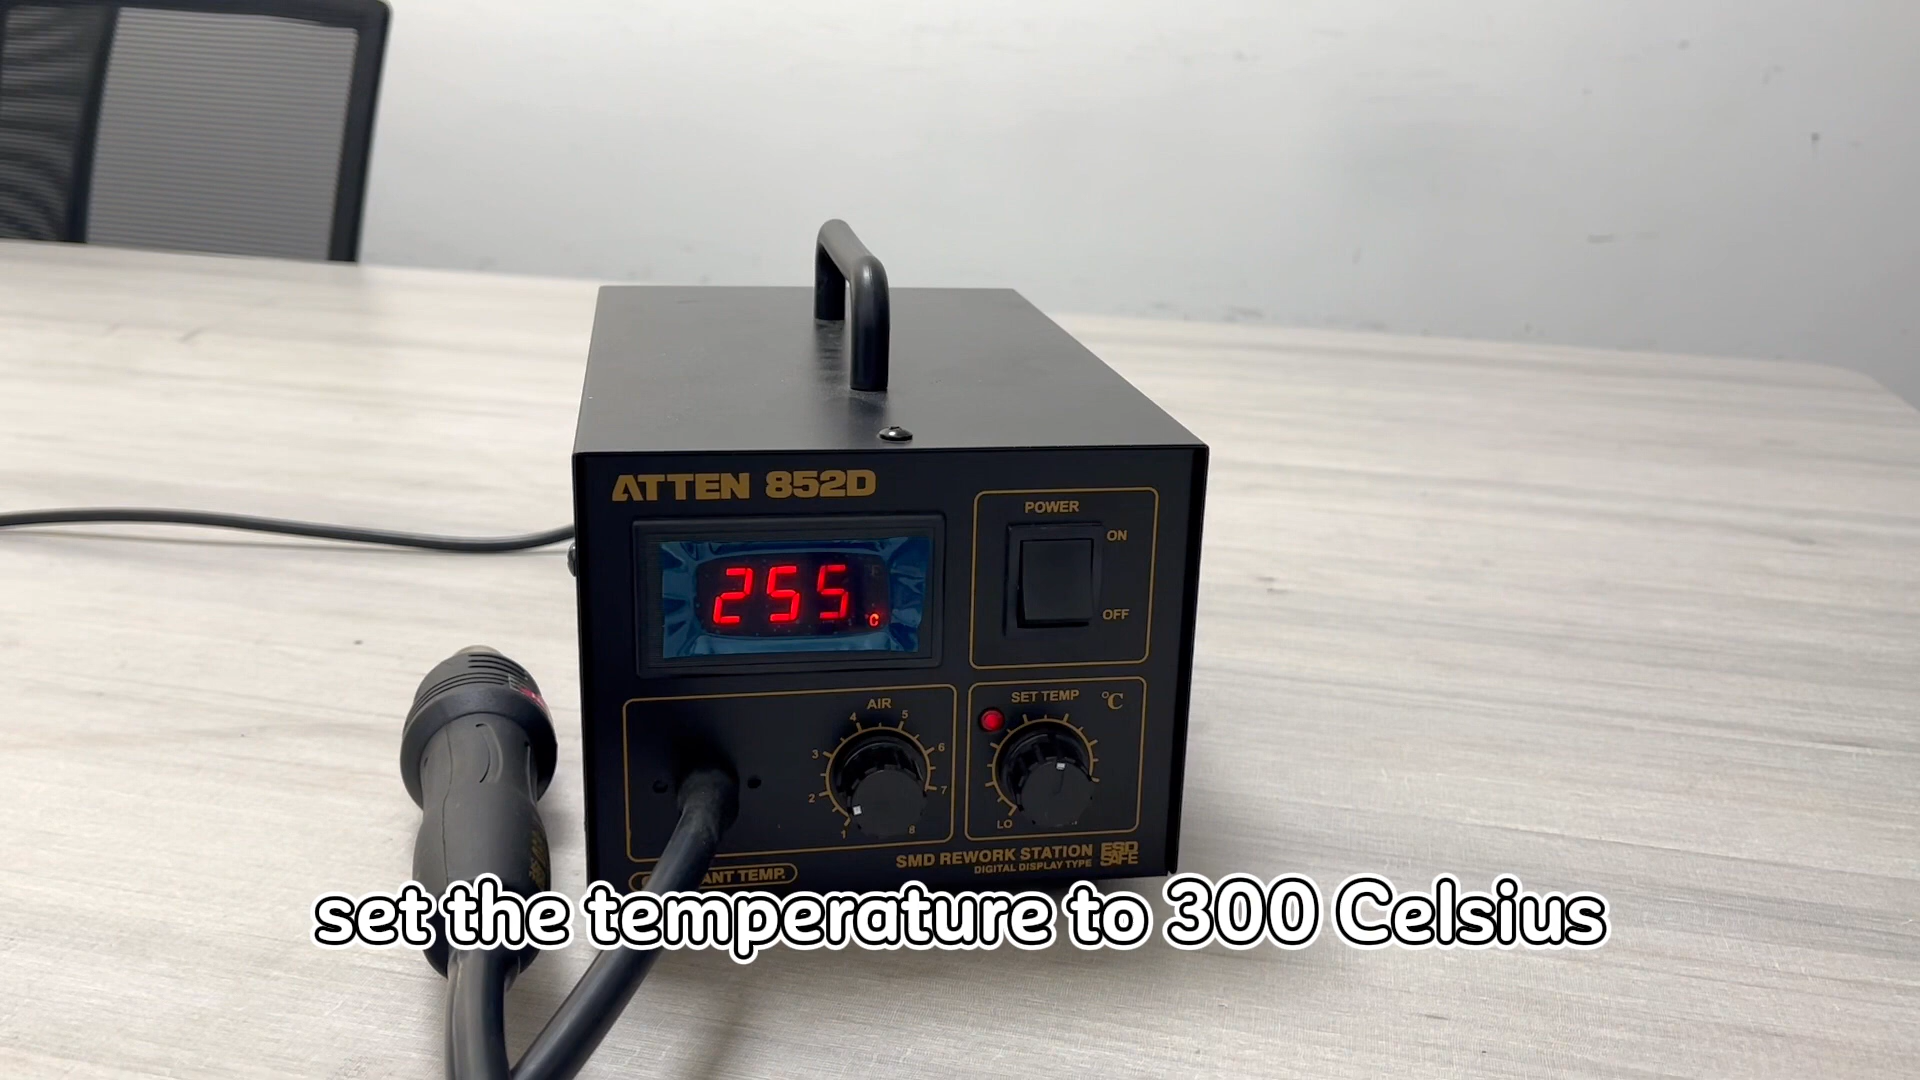 ATTEN 852D
POWER
ON
OFF
255 °C
AIR
1
2
3
4
5
6
7
8
SET TEMP °C
LO
SMD REWORK STATION
DIGITAL DISPLAY TYPE
ESD
SAFE
TEMP.
set the temperature to 300 Celsius